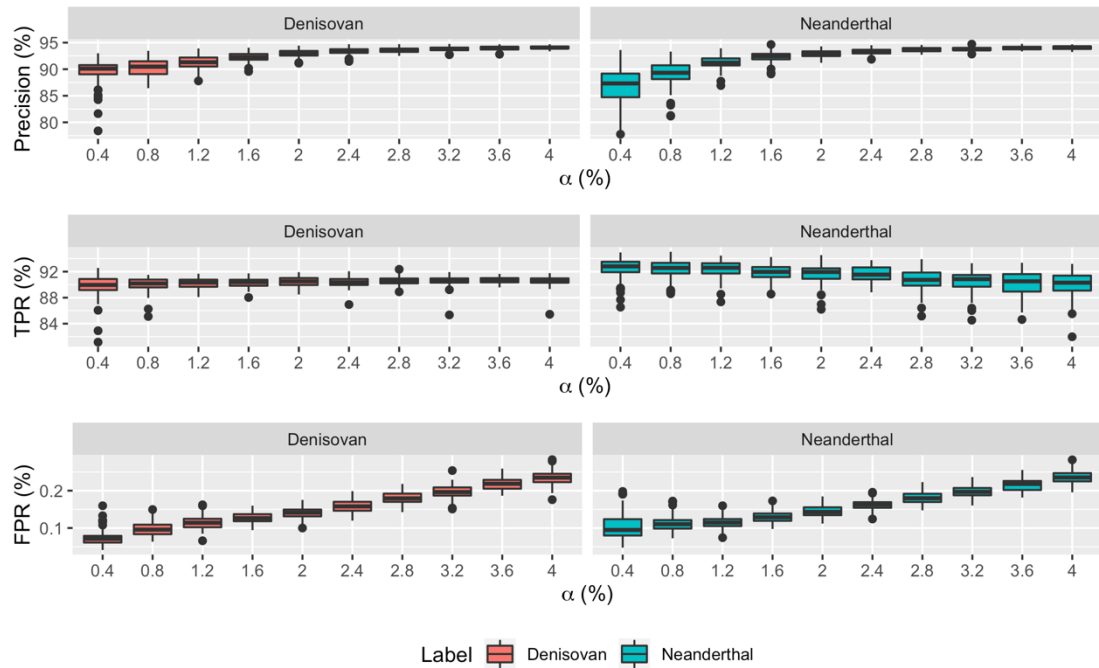 Denisovan Neanderthal
Precision (%)
95
90
85
80
0.4 0.8 1.2 1.6 2 2.4 2.8 3.2 3.6 4 0.4 0.8 1.2 1.6 2 2.4 2.8 3.2 3.6 4
α (%) α (%)
Denisovan Neanderthal
TPR (%)
92
88
84
0.4 0.8 1.2 1.6 2 2.4 2.8 3.2 3.6 4 0.4 0.8 1.2 1.6 2 2.4 2.8 3.2 3.6 4
α (%) α (%)
Denisovan Neanderthal
FPR (%)
0.2
0.1
0.4 0.8 1.2 1.6 2 2.4 2.8 3.2 3.6 4 0.4 0.8 1.2 1.6 2 2.4 2.8 3.2 3.6 4
α (%) α (%)
Label Denisovan Neanderthal